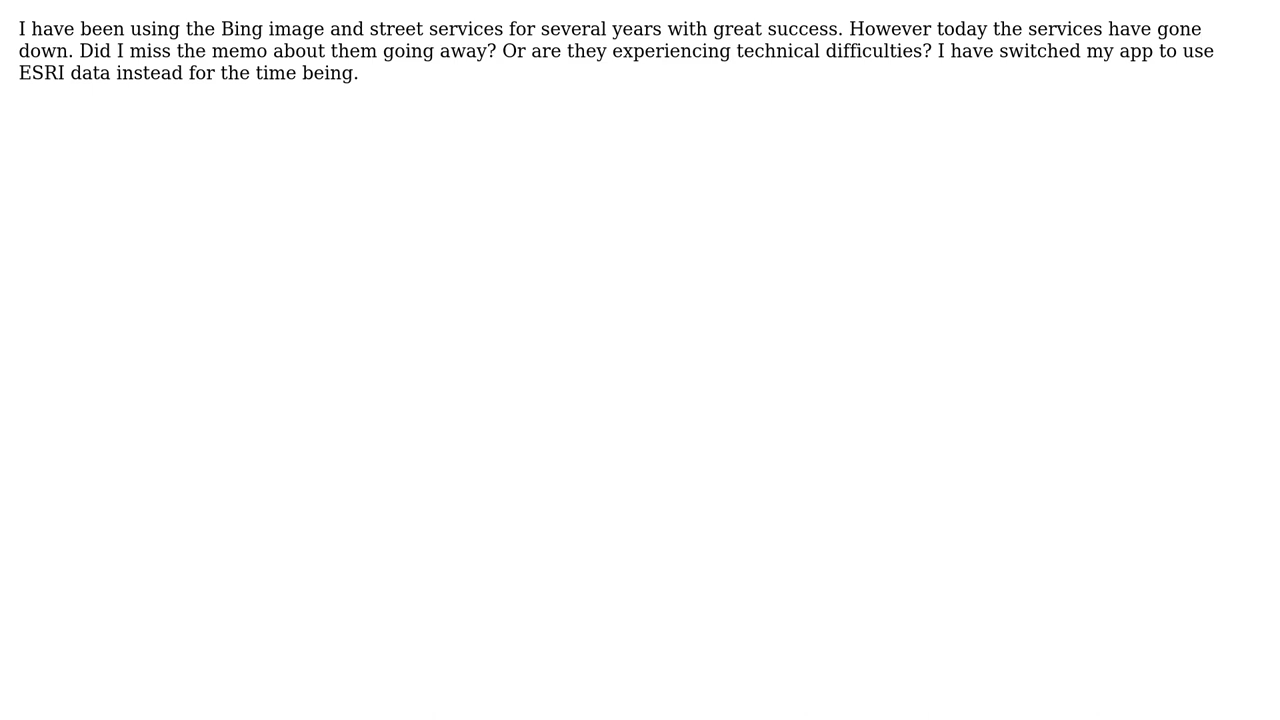 I have been using the Bing image and street services for several years with great success. However today the services have gone
down. Did I miss the memo about them going away? Or are they experiencing technical difficulties? I have switched my app to use
ESRI data instead for the time being.